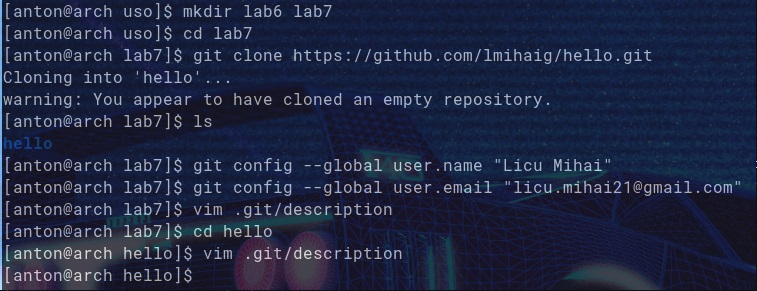 [anton@arch uso]$ mkdir lab6 lab7
[anton@arch uso]$ cd lab7
[anton@arch lab7]$ git clone https://github.com/lmihaig/hello.git
Cloning into 'hello'...
warning: You appear to have cloned an empty repository.
[anton@arch lab7]$ ls
hello
[anton@arch lab7]$ git config --global user.name "Licu Mihai"
[anton@arch lab7]$ git config --global user.email "licu.mihai21@gmail.com"
[anton@arch lab7]$ vim .git/description
[anton@arch lab7]$ cd hello
[anton@arch hello]$ vim .git/description
[anton@arch hello]$